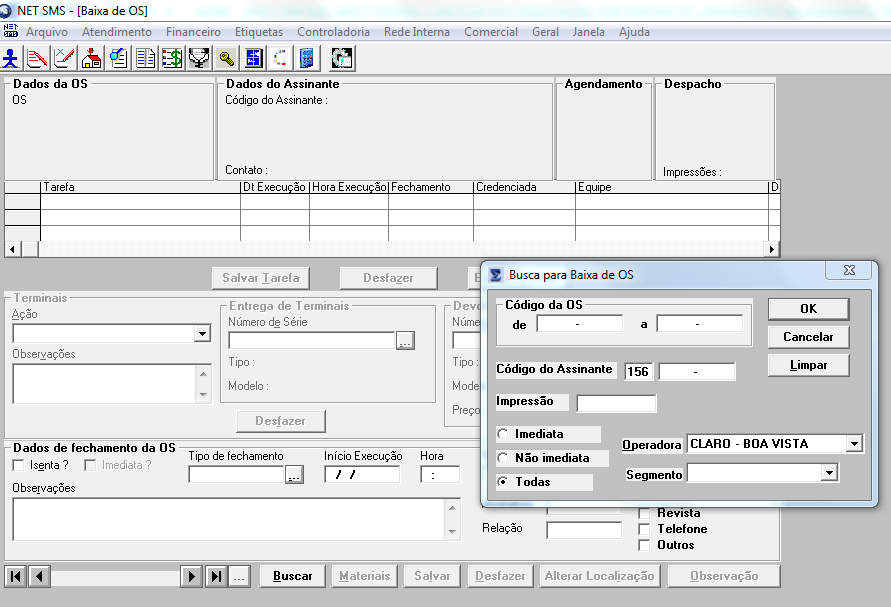 NET SMS - [Baixa de OS]
NET SMS Arquivo Atendimento Financeiro Etiquetas Controladoria Rede Interna Comercial Geral Janela Ajuda
Dados da OS Dados do Assinante Agendamento Despacho
OS Código do Assinante :
Contato : Impressões :
Tarefa Dt Execução Hora Execução Fechamento Credenciada Equipe D
Salvar Tarefa Desfazer E
Busca para Baixa de OS
Código da OS
de - a -
OK
Cancelar
Limpar
Código do Assinante 156 -
Impressão
Imediata
Não imediata
Todas
Operadora CLARO - BOA VISTA
Segmento
Terminais
Ação
Observações
Entrega de Terminais
Número de Série
...
Tipo :
Modelo :
Desfazer
Devo
Núme
Tipo :
Mode
Preço
Dados de fechamento da OS
Isenta ? Imediata ?
Tipo de fechamento
...
Início Execução
/ /
Hora
:
Observações
Relação
Revista
Telefone
Outros
... Buscar Materiais Salvar Desfazer Alterar Localização Observação